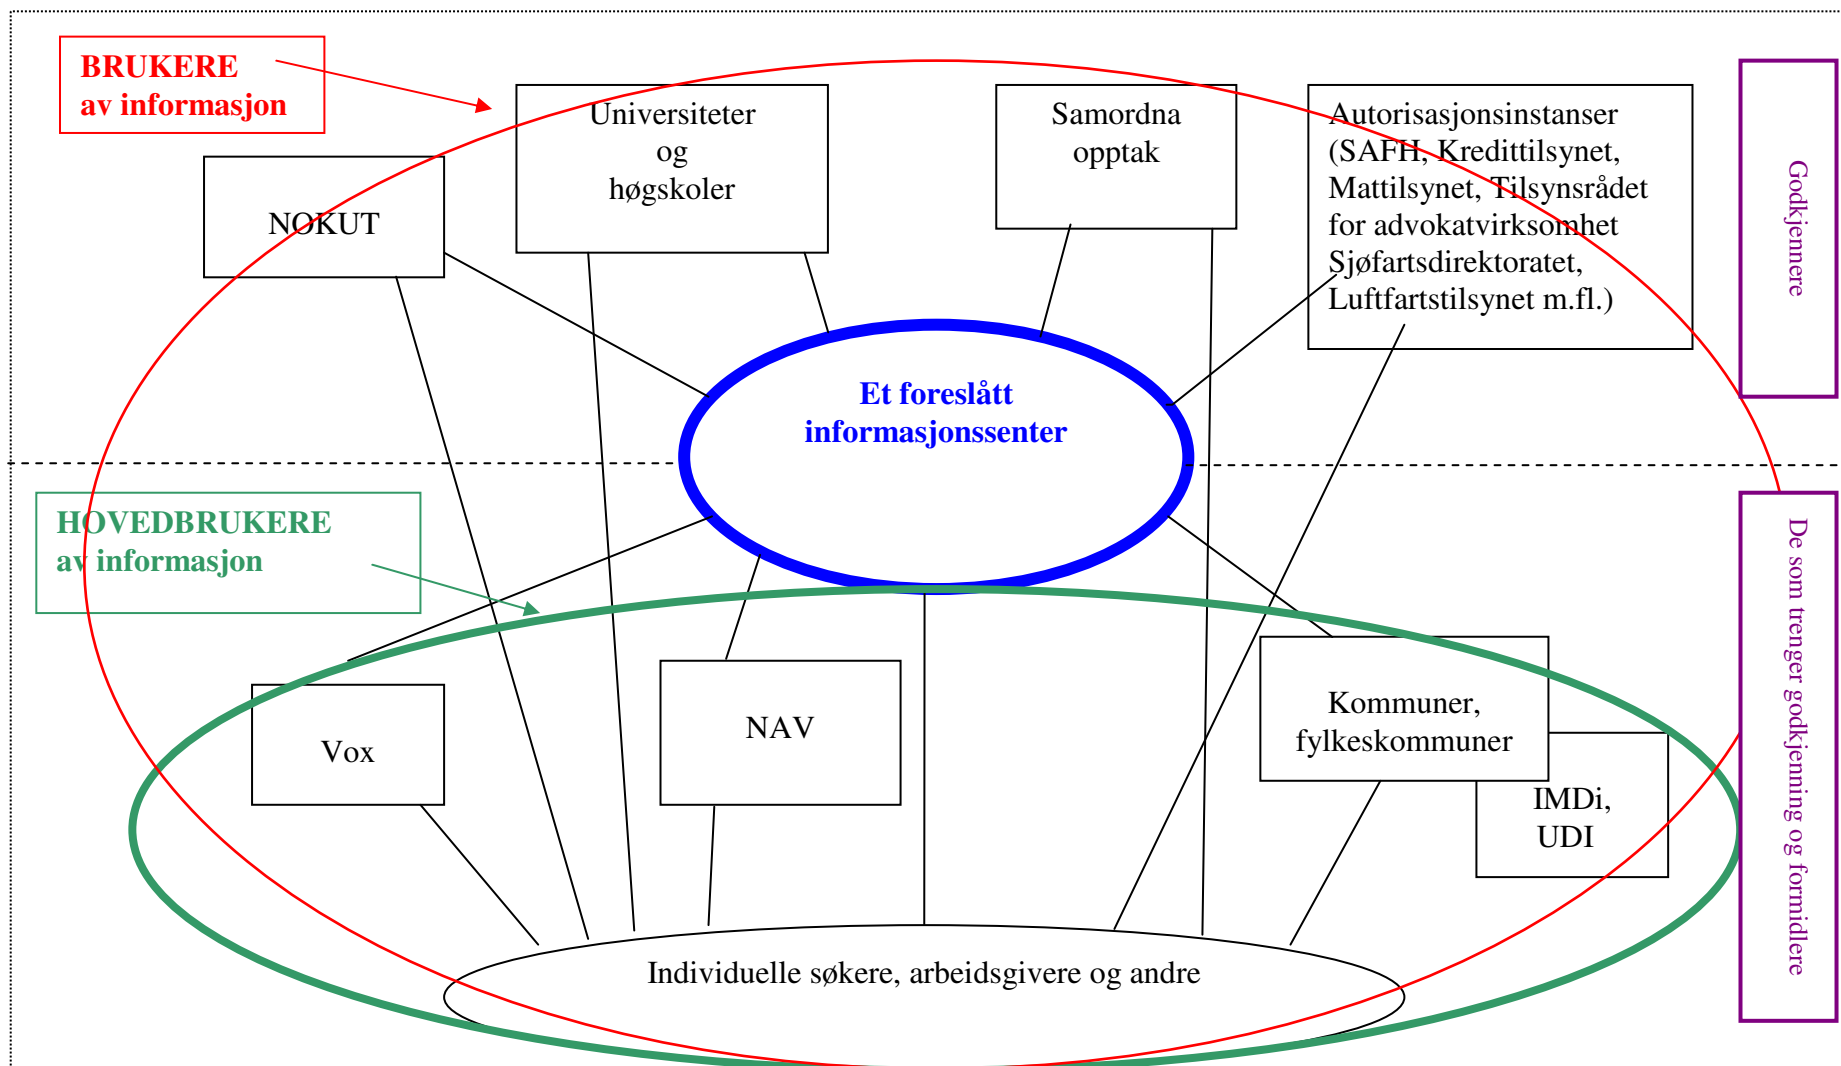 BRUKERE
av informasjon
Universiteter
og
høgskoler
Samordna
opptak
Autorisasjonsinstanser
(SAFH, Kredittilsynet,
Mattilsynet, Tilsynsrådet
for advokatvirksomhet
Sjøfartsdirektoratet,
Luftfartstilsynet m.fl.)
Godkjennere
NOKUT
Et foreslått
informasjonssenter
HOVEDBRUKERE
av informasjon
De som trenger godkjenning og formidlere
Vox
NAV
Kommuner,
fylkeskommuner
IMDi,
UDI
Individuelle søkere, arbeidsgivere og andre